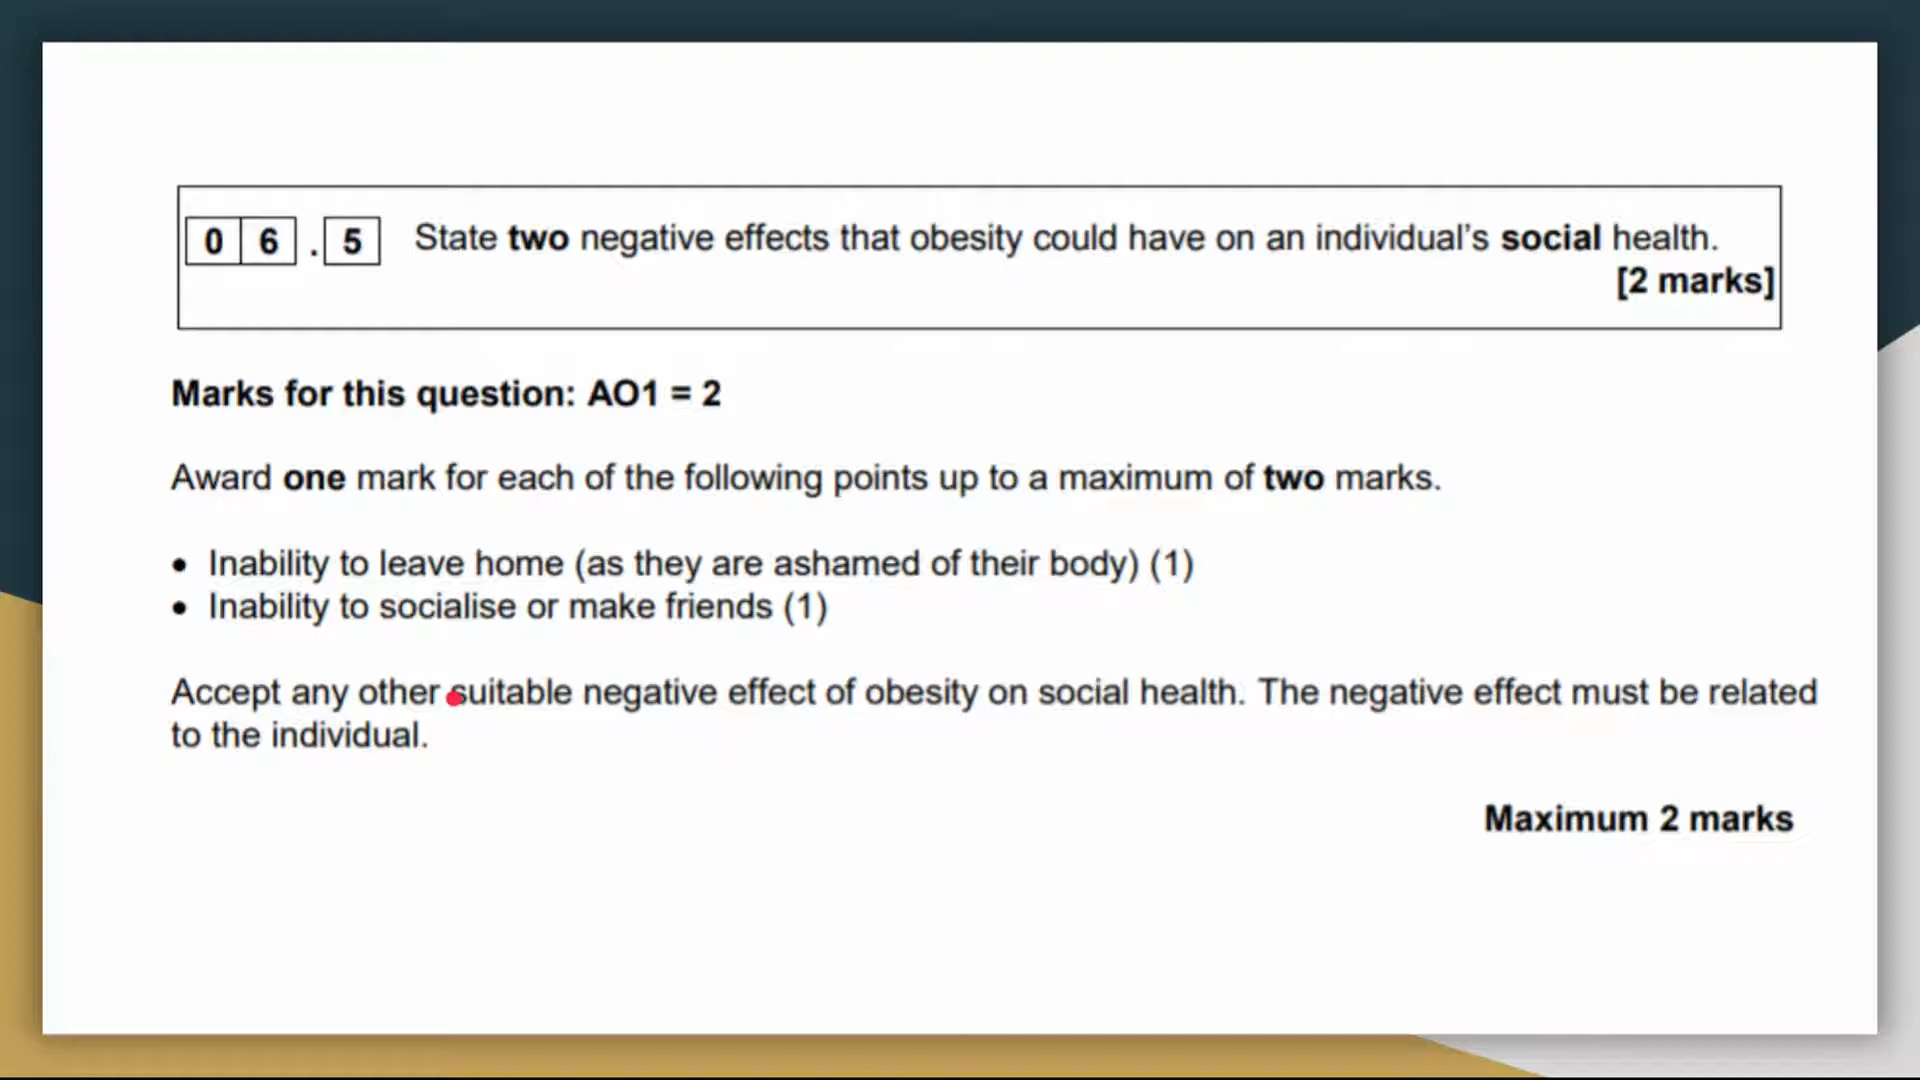 0 6 . 5 State two negative effects that obesity could have on an individual's social health.
[2 marks]
Marks for this question: AO1 = 2
Award one mark for each of the following points up to a maximum of two marks.
• Inability to leave home (as they are ashamed of their body) (1)
• Inability to socialise or make friends (1)
Accept any other suitable negative effect of obesity on social health. The negative effect must be related
to the individual.
Maximum 2 marks